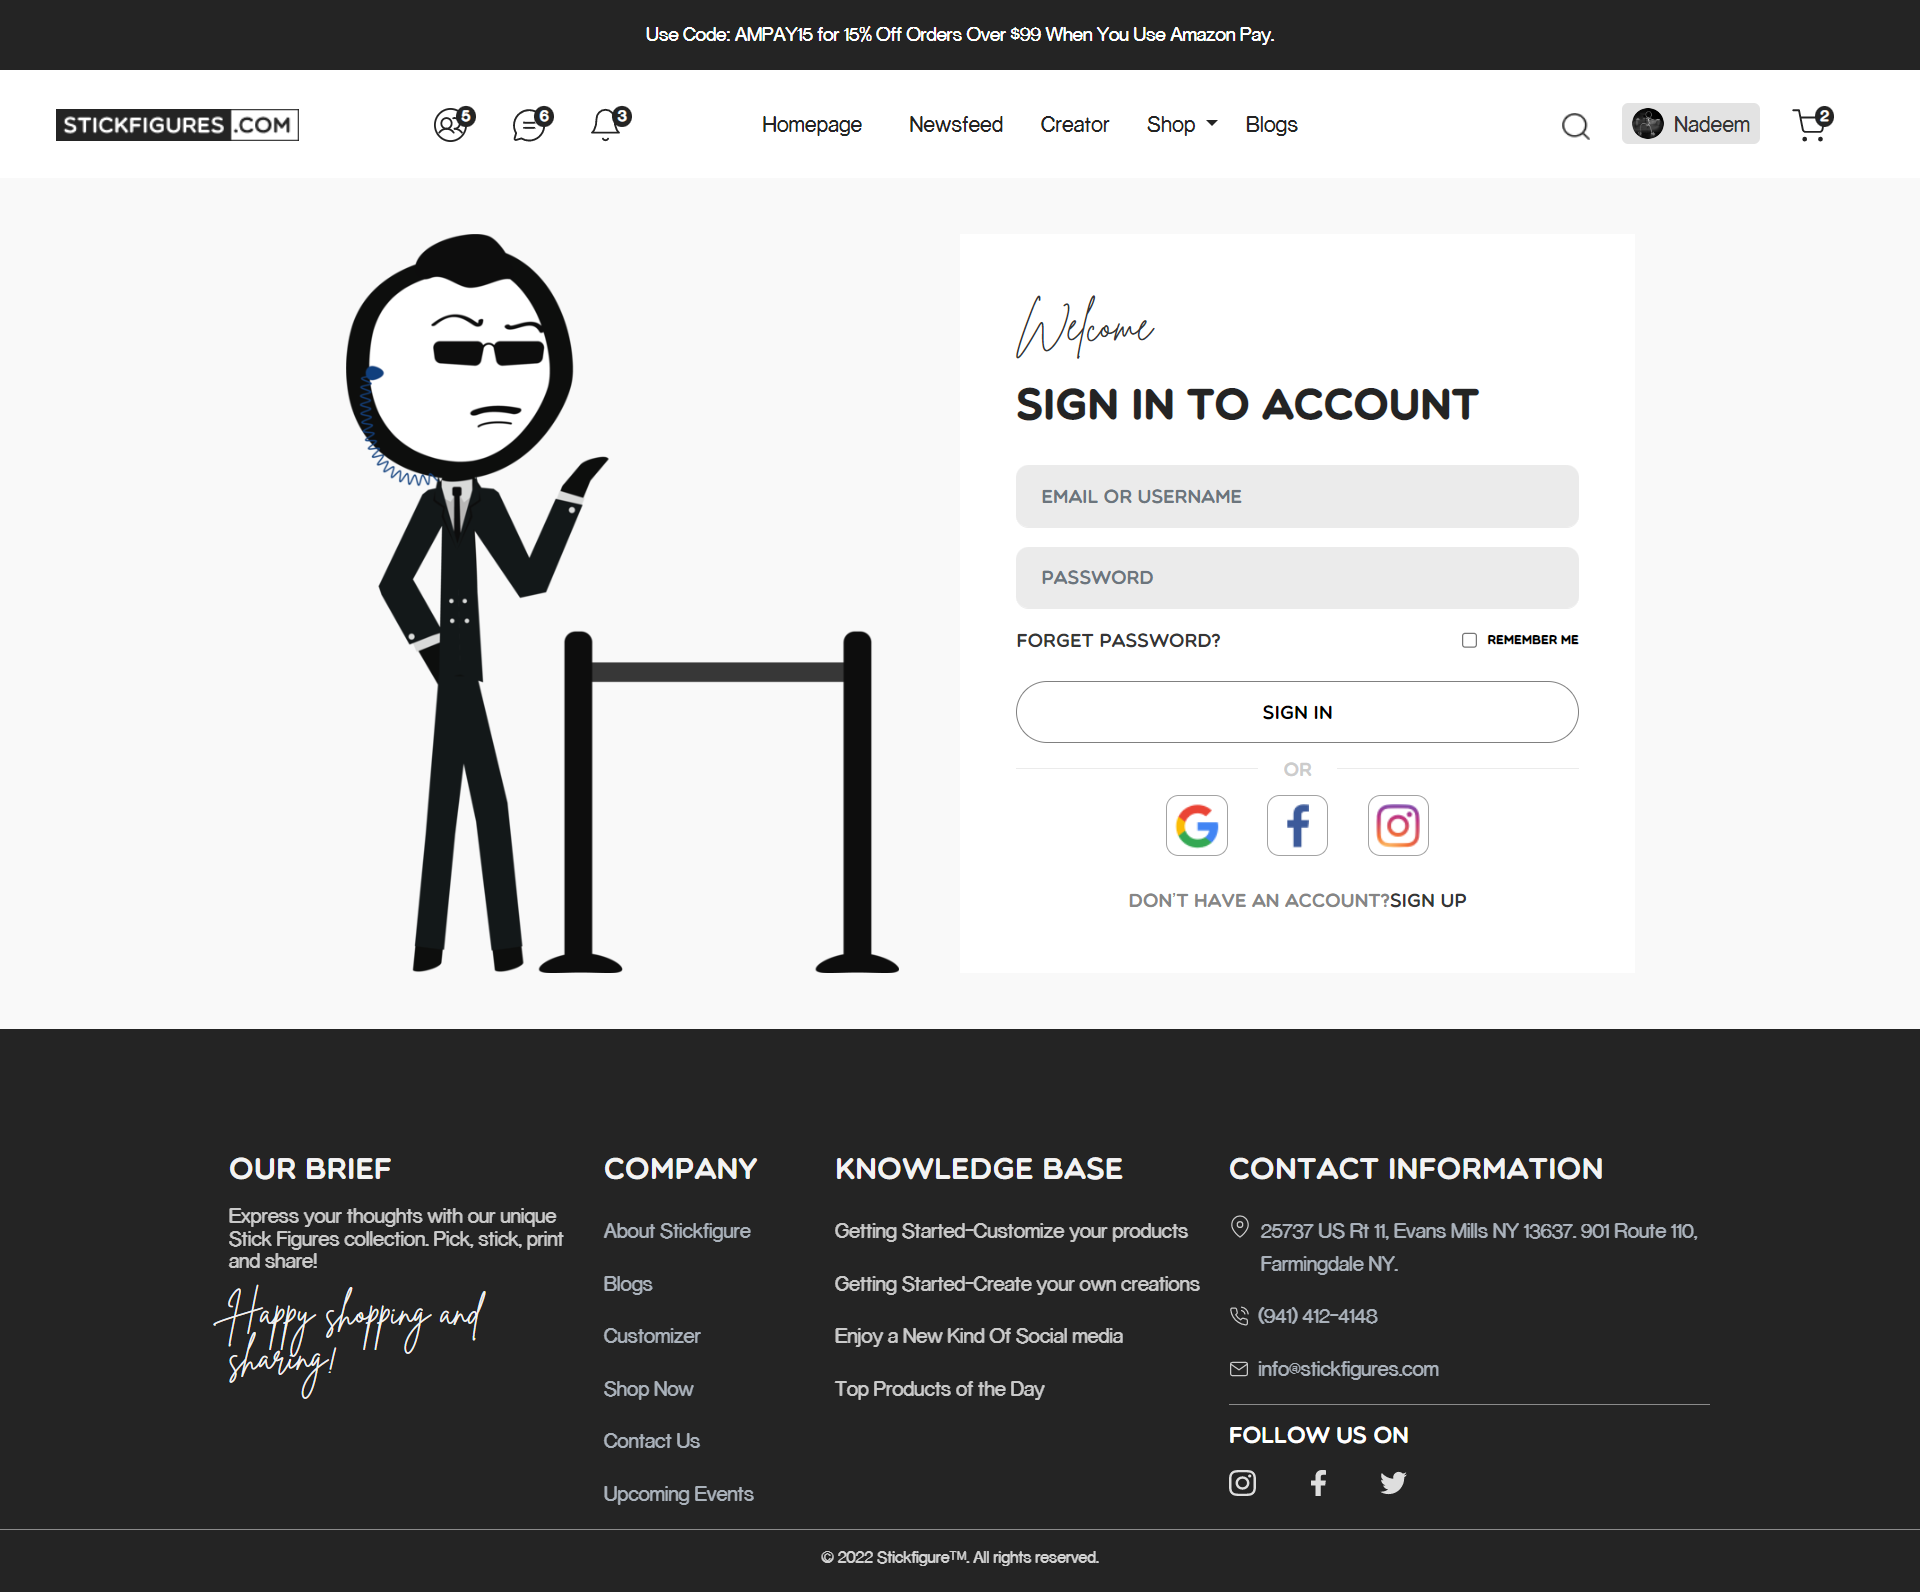 Use Code: AMPAY15 for 15% Off Orders Over $99 When You Use Amazon Pay.
STICKFIGURES.COM
5
6
3
Homepage
Newsfeed
Creator
Shop
Blogs
Nadeem
2
Welcome
SIGN IN TO ACCOUNT
EMAIL OR USERNAME
PASSWORD
FORGET PASSWORD?
REMEMBER ME
SIGN IN
OR
DON'T HAVE AN ACCOUNT?SIGN UP
OUR BRIEF
Express your thoughts with our unique
Stick Figures collection. Pick, stick, print
and share!
Happy shopping and
sharing!
COMPANY
About Stickfigure
Blogs
Customizer
Shop Now
Contact Us
Upcoming Events
KNOWLEDGE BASE
Getting Started-Customize your products
Getting Started-Create your own creations
Enjoy a New Kind Of Social media
Top Products of the Day
CONTACT INFORMATION
25737 US Rt 11, Evans Mills NY 13637. 901 Route 110,
Farmingdale NY.
(941) 412-4148
info@stickfigures.com
FOLLOW US ON
© 2022 Stickfigure™. All rights reserved.